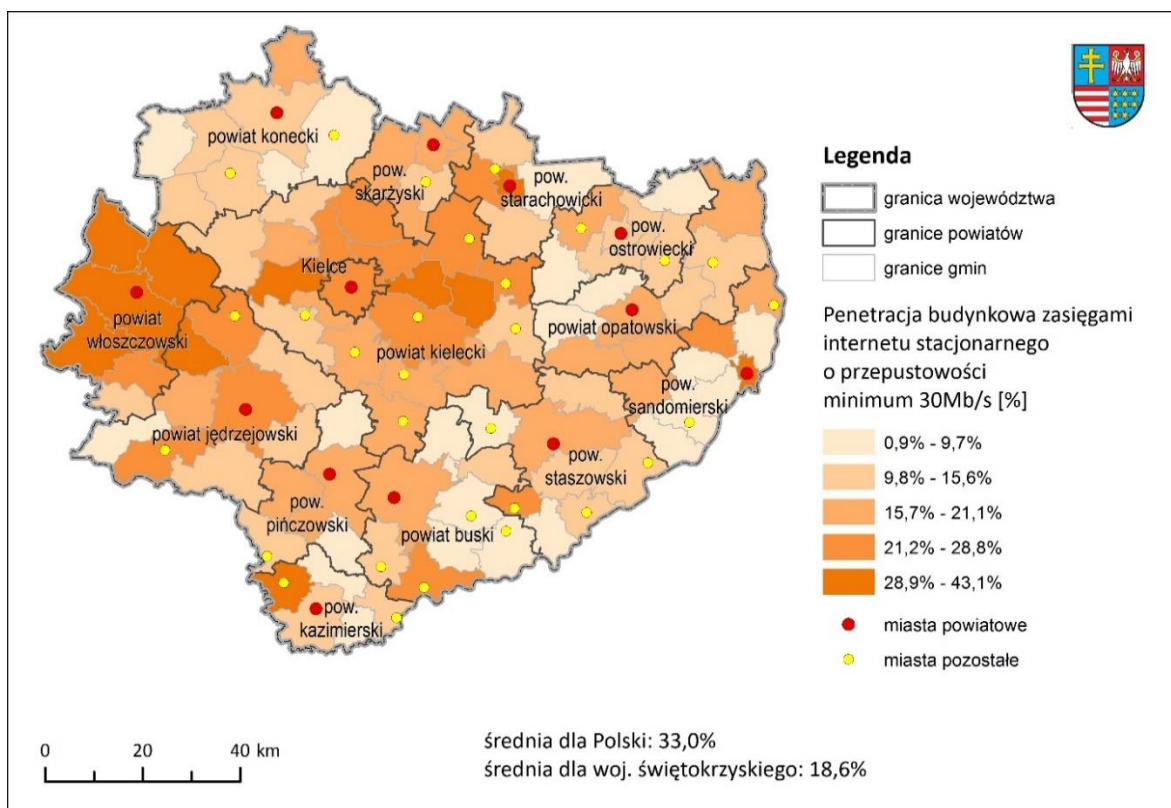 powiat konecki
pow.
skarżyski
pow.
starachowicki
pow.
ostrowiecki
Kielce
powiat
włoszczowski
powiat kielecki
powiat opatowski
pow.
sandomierski
powiat jędrzejowski
pow.
staszowski
pow.
pińczowski
powiat buski
pow.
kazimierski
Legenda
granica województwa
granice powiatów
granice gmin
Penetracja budynkowa zasięgami
internetu stacjonarnego
o przepustowości
minimum 30Mb/s [%]
0,9% - 9,7%
9,8% - 15,6%
15,7% - 21,1%
21,2% - 28,8%
28,9% - 43,1%
miasta powiatowe
miasta pozostałe
0 20 40 km
średnia dla Polski: 33,0%
średnia dla woj. świętokrzyskiego: 18,6%